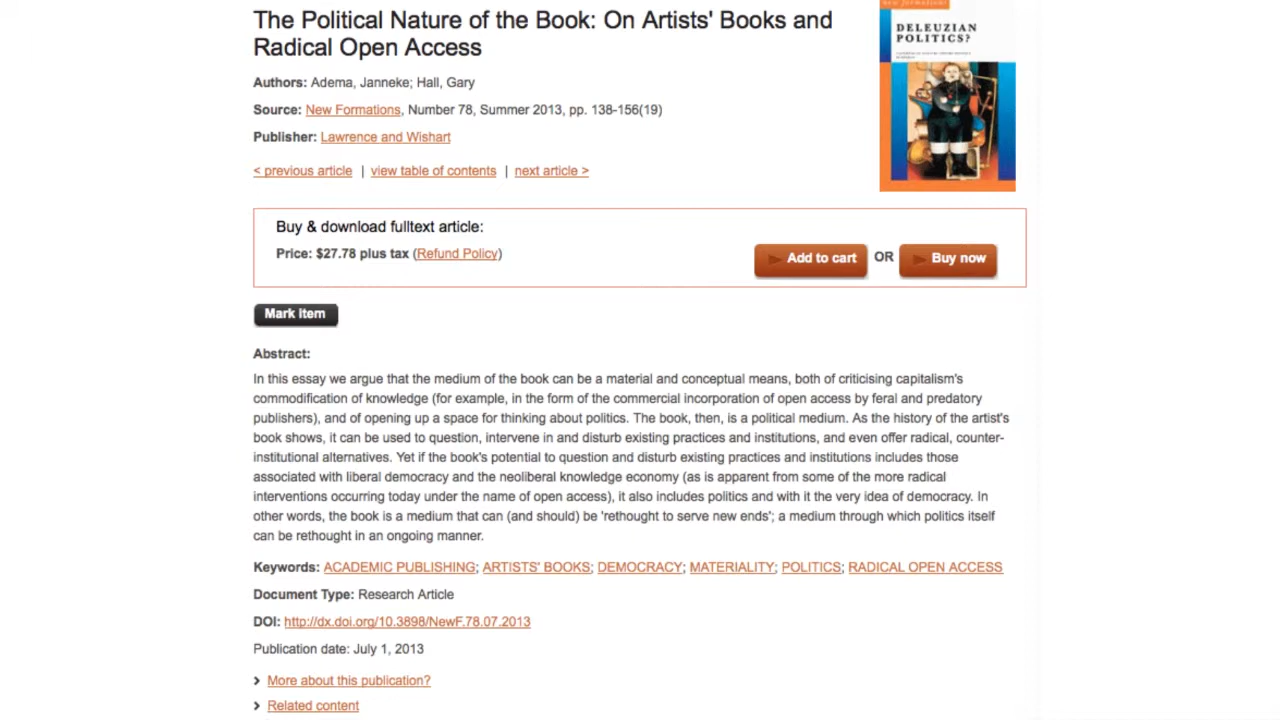 new formations
The Political Nature of the Book: On Artists' Books and
Radical Open Access
DELEUZIAN
POLITICS?
Authors: Adema, Janneke; Hall, Gary
Source: New Formations, Number 78, Summer 2013, pp. 138-156(19)
Publisher: Lawrence and Wishart
< previous article | view table of contents | next article >
Buy & download fulltext article:
Price: $27.78 plus tax (Refund Policy)
Add to cart OR Buy now
Mark item
Abstract:
In this essay we argue that the medium of the book can be a material and conceptual means, both of criticising capitalism's
commodification of knowledge (for example, in the form of the commercial incorporation of open access by feral and predatory
publishers), and of opening up a space for thinking about politics. The book, then, is a political medium. As the history of the artist's
book shows, it can be used to question, intervene in and disturb existing practices and institutions, and even offer radical, counter-
institutional alternatives. Yet if the book's potential to question and disturb existing practices and institutions includes those
associated with liberal democracy and the neoliberal knowledge economy (as is apparent from some of the more radical
interventions occurring today under the name of open access), it also includes politics and with it the very idea of democracy. In
other words, the book is a medium that can (and should) be 'rethought to serve new ends'; a medium through which politics itself
can be rethought in an ongoing manner.
Keywords: ACADEMIC PUBLISHING; ARTISTS' BOOKS; DEMOCRACY; MATERIALITY; POLITICS; RADICAL OPEN ACCESS
Document Type: Research Article
DOI: http://dx.doi.org/10.3898/NewF.78.07.2013
Publication date: July 1, 2013
More about this publication?
Related content